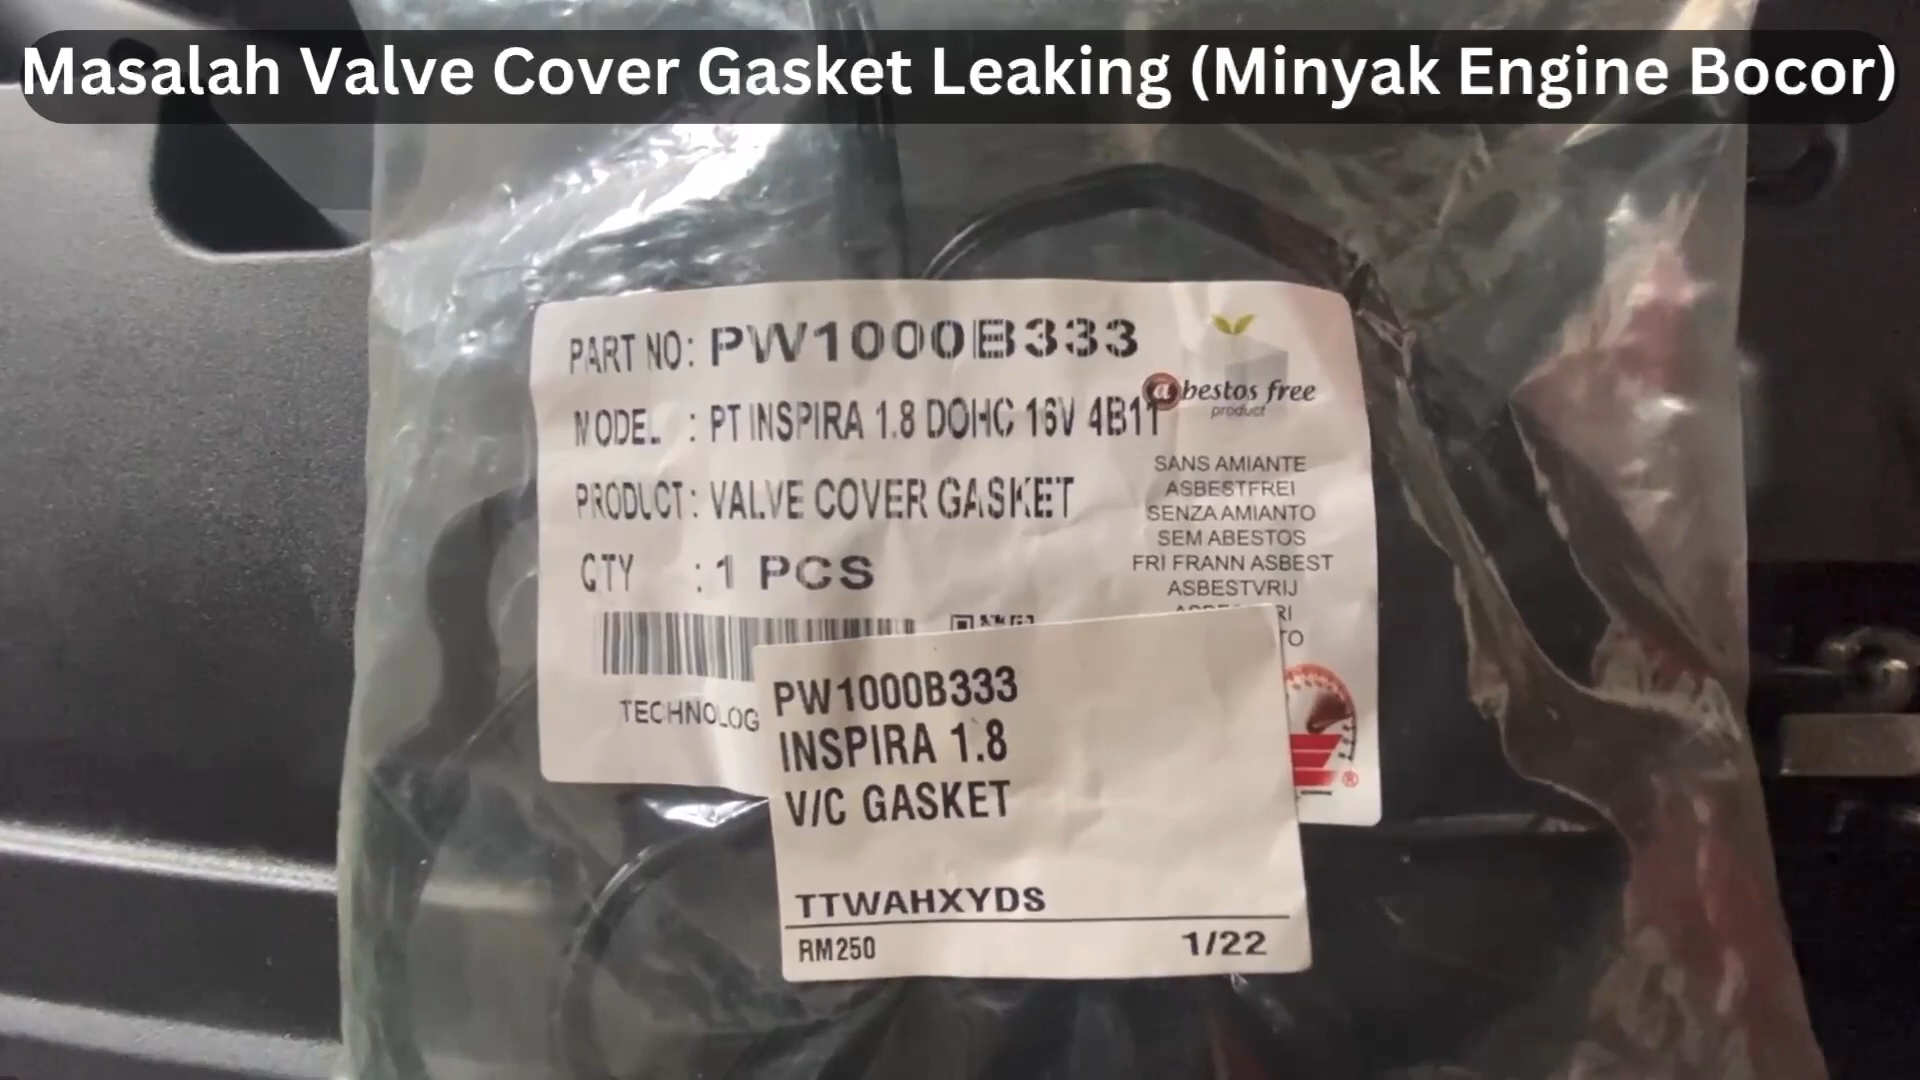 Masalah Valve Cover Gasket Leaking (Minyak Engine Bocor)
PART NO: PW1000B333
MODEL : PT INSPIRA 1.8 DOHC 16V 4B11
PRODUCT: VALVE COVER GASKET
QTY : 1 PCS
@bestos free
product
SANS AMIANTE
ASBESTFREI
SENZA AMIANTO
SEM ABESTOS
FRI FRANN ASBEST
ASBESTVRIJ
TECHNOLOG
PW1000B333
INSPIRA 1.8
V/C GASKET
TTWAHXYDS
RM250 1/22
®